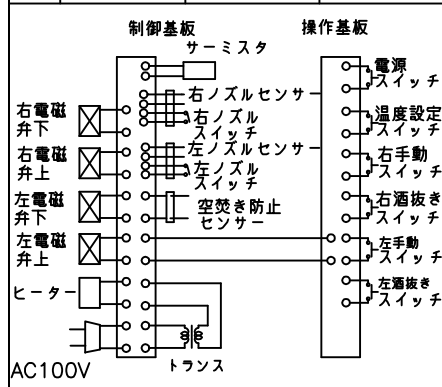 制御基板
操作基板
サーミスタ
右ノズルセンサー
右ノズル
スイッチ
左ノズルセンサー
左ノズル
スイッチ
空焚き防止
センサー
トランス
右電磁
弁下
右電磁
弁上
左電磁
弁下
左電磁
弁上
ヒーター
AC100V
電源
スイッチ
温度設定
スイッチ
右手動
スイッチ
右酒抜き
スイッチ
左手動
スイッチ
左酒抜き
スイッチ